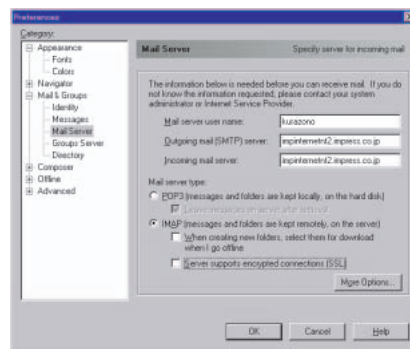 Preferences
Category:
Appearance
Fonts
Colors
Navigator
Mail & Groups
Identity
Messages
Mail Server
Groups Server
Directory
Composer
Offline
Advanced
Mail Server Specify server for incoming mail
The information below is needed before you can receive mail. If you do
not know the information requested, please contact your system
administrator or Internet Service Provider.
Mail server user name: kurazono
Outgoing mail (SMTP) server: impinternetnt2.impress.co.jp
Incoming mail server: impinternetnt2.impress.co.jp
Mail server type:
POP3 (messages and folders are kept locally, on the hard disk)
Leave messages on server after retrieval
IMAP (messages and folders are kept remotely, on the server)
When creating new folders, select them for download
when I go offline
Server supports encrypted connections (SSL)
More Options...
OK Cancel Help